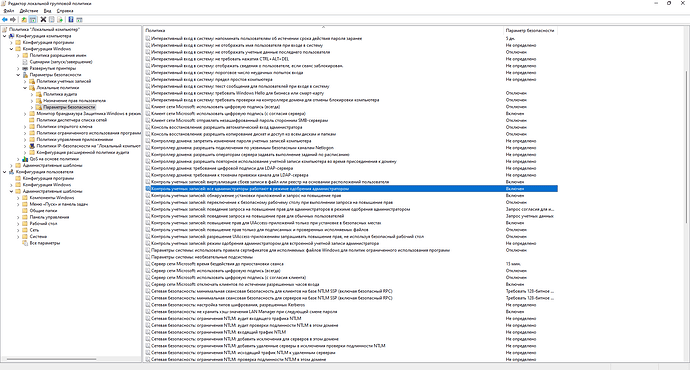 Редактор локальной групповой политики
Файл Действие Вид Справка
Политика "Локальный компьютер"
Конфигурация компьютера
Конфигурация программ
Конфигурация Windows
Политика разрешения имен
Сценарии (запуск/завершение)
Развернутые принтеры
Параметры безопасности
Политики учетных записей
Локальные политики
Политика аудита
Назначение прав пользователя
Параметры безопасности
Монитор брандмауэра Защитника Windows в режиме
Политики диспетчера списка сетей
Политики открытого ключа
Политики ограниченного использования программ
Политики управления приложениями
Политики IP-безопасности на "Локальный компьютер"
Конфигурация расширенной политики аудита
QoS на основе политики
Административные шаблоны
Конфигурация пользователя
Конфигурация программ
Конфигурация Windows
Административные шаблоны
Компоненты Windows
Меню "Пуск" и панель задач
Общие папки
Панель управления
Рабочий стол
Сеть
Система
Все параметры
Политика Параметр безопасности
Интерактивный вход в систему: напоминать пользователям об истечении срока действия пароля заранее 5 дн.
Интерактивный вход в систему: не отображать имя пользователя при входе в систему Не определено
Интерактивный вход в систему: не отображать учетные данные последнего пользователя Отключен
Интерактивный вход в систему: не требовать нажатия CTRL+ALT+DEL Не определено
Интерактивный вход в систему: отображать сведения о пользователе, если сеанс заблокирован. Не определено
Интерактивный вход в систему: пороговое число неудачных попыток входа Не определено
Интерактивный вход в систему: предел простоя компьютера Не определено
Интерактивный вход в систему: текст сообщения для пользователей при входе в систему
Интерактивный вход в систему: требовать Windows Hello для бизнеса или смарт-карту Отключен
Интерактивный вход в систему: требовать проверки на контроллере домена для отмены блокировки компьютера Отключен
Клиент сети Microsoft: использовать цифровую подпись (всегда) Отключен
Клиент сети Microsoft: использовать цифровую подпись (с согласия сервера) Включен
Клиент сети Microsoft: отправлять незашифрованный пароль сторонним SMB-серверам Отключен
Консоль восстановления: разрешить автоматический вход администратора Отключен
Консоль восстановления: разрешить копирование дискет и доступ ко всем дискам и папкам Отключен
Контроллер домена: запретить изменение пароля учетных записей компьютера Не определено
Контроллер домена: разрешать подключение по уязвимым безопасным каналам Netlogon Не определено
Контроллер домена: разрешить операторам сервера задавать выполнение заданий по расписанию Не определено
Контроллер домена: разрешить повторное использование учетной записи компьютера во время присоединения к домену Не определено
Контроллер домена: требование цифровой подписи для LDAP-сервера Не определено
Контроллер домена: требования к токенам привязки канала для LDAP-сервера Не определено
Контроль учетных записей: виртуализация сбоев записи в файл или реестр на основании расположений пользователя Включен
Контроль учетных записей: все администраторы работают в режиме одобрения администратором Включен
Контроль учетных записей: обнаружение установки приложений и запрос на повышение прав Включен
Контроль учетных записей: переключение к безопасному рабочему столу при выполнении запроса на повышение прав Отключен
Контроль учетных записей: поведение запроса на повышение прав для администраторов в режиме одобрения администратором Запрос согласия для и...
Контроль учетных записей: поведение запроса на повышение прав для обычных пользователей Запрос учетных данных
Контроль учетных записей: повышение прав для UIAccess-приложений только при установке в безопасных местах Включен
Контроль учетных записей: повышение прав только для подписанных и проверенных исполняемых файлов Отключен
Контроль учетных записей: разрешение UIAccess-приложениям запрашивать повышение прав, не используя безопасный рабочий стол Отключен
Контроль учетных записей: режим одобрения администратором для встроенной учетной записи администратора Не определено
Параметры системы: использовать правила сертификатов для исполняемых файлов Windows для политик ограниченного использования программ Отключен
Параметры системы: необязательные подсистемы
Сервер сети Microsoft: время бездействия до приостановки сеанса 15 мин.
Сервер сети Microsoft: использовать цифровую подпись (всегда) Отключен
Сервер сети Microsoft: использовать цифровую подпись (с согласия клиента) Отключен
Сервер сети Microsoft: отключать клиентов по истечении разрешенных часов входа Включен
Сетевая безопасность: минимальная сеансовая безопасность для клиентов на базе NTLM SSP (включая безопасный RPC) Требовать 128-битное ...
Сетевая безопасность: минимальная сеансовая безопасность для серверов на базе NTLM SSP (включая безопасный RPC) Требовать 128-битное ...
Сетевая безопасность: настройка типов шифрования, разрешенных Kerberos Не определено
Сетевая безопасность: не хранить хэш-значения LAN Manager при следующей смене пароля Включен
Сетевая безопасность: ограничения NTLM: аудит входящего трафика NTLM Не определено
Сетевая безопасность: ограничения NTLM: аудит проверки подлинности NTLM в этом домене Не определено
Сетевая безопасность: ограничения NTLM: входящий трафик NTLM Не определено
Сетевая безопасность: ограничения NTLM: добавить исключения для серверов в этом домене Не определено
Сетевая безопасность: ограничения NTLM: добавить удаленные серверы в исключения проверки подлинности NTLM Не определено
Сетевая безопасность: ограничения NTLM: исходящий трафик NTLM к удаленным серверам Не определено
Сетевая безопасность: ограничения NTLM: проверка подлинности NTLM в этом домене Не определено